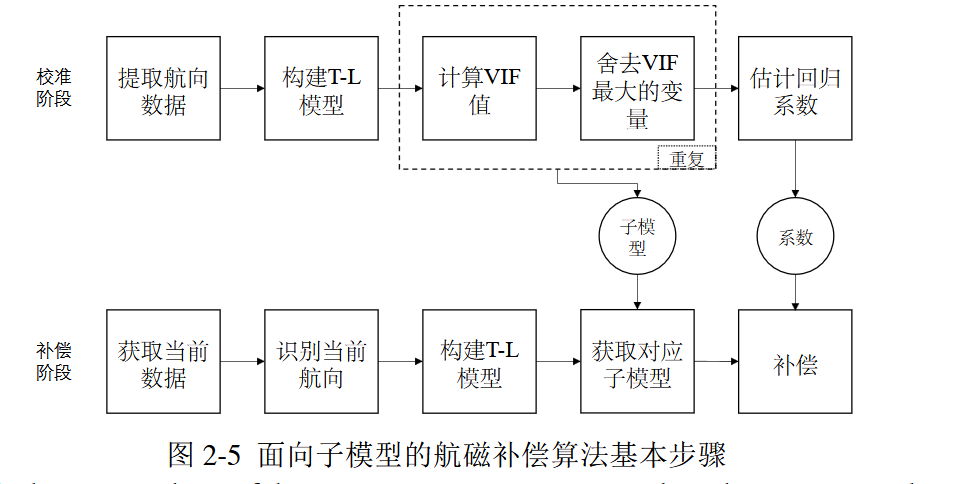 校准
阶段
提取航向
数据
构建T-L
模型
计算VIF
值
舍去VIF
最大的变
量
估计回归
系数
重复
子模
型
系数
补偿
阶段
获取当前
数据
识别当前
航向
构建T-L
模型
获取对应
子模型
补偿
图 2-5 面向子模型的航磁补偿算法基本步骤